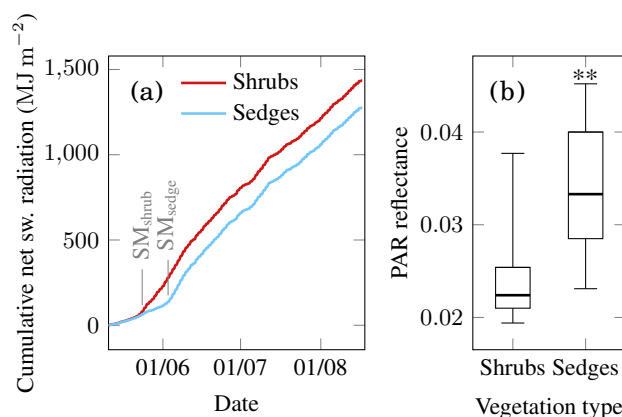 Cumulative net sw. radiation (MJ m⁻²)
1,500
1,000
500
0
(a)
Shrubs
Sedges
SMshrub
SMsedge
01/06 01/07 01/08
Date
PAR reflectance
0.04
0.03
0.02
(b)
**
Shrubs Sedges
Vegetation type